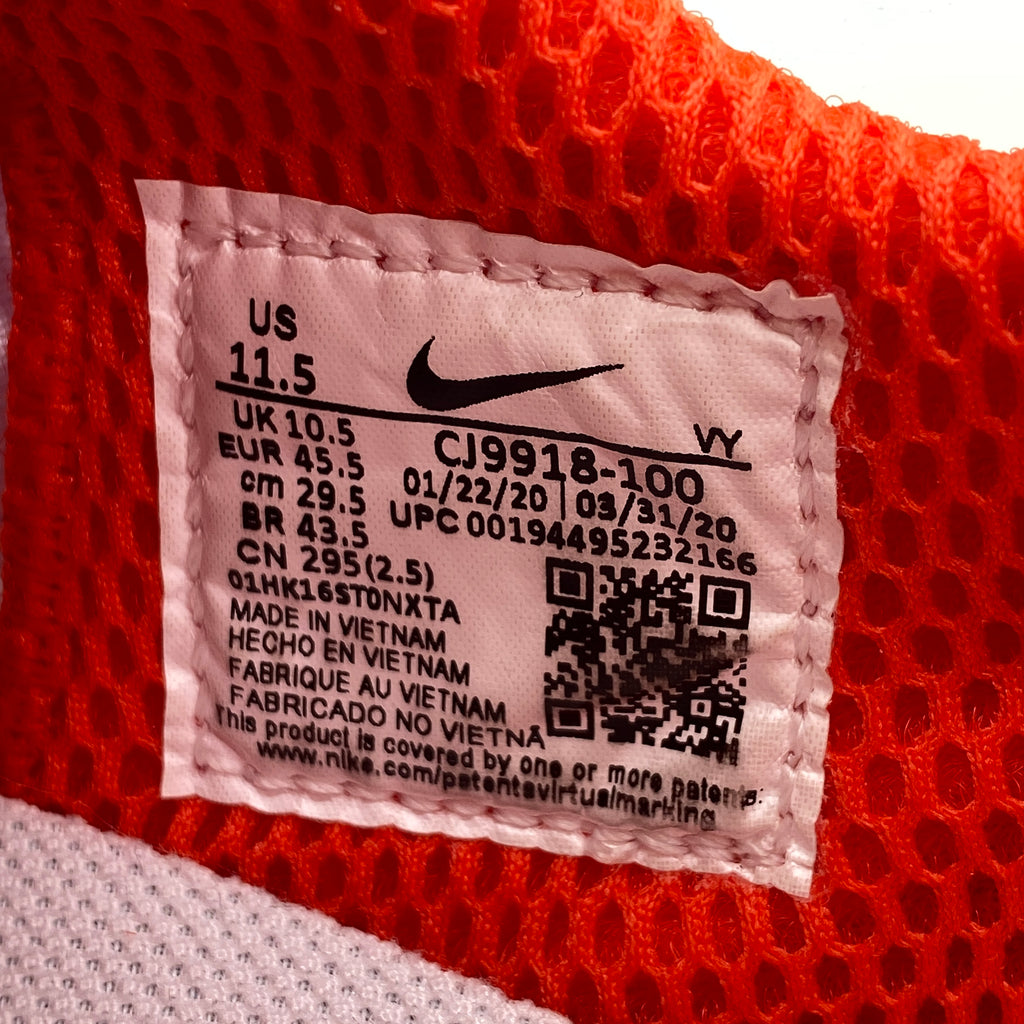 US
11.5
VY
UK 10.5
CJ9918-100
EUR 45.5
01/22/20 | 03/31/20
cm 29.5
UPC 00194495232166
BR 43.5
CN 295(2.5)
01HK16ST0NXTA
MADE IN VIETNAM
HECHO EN VIETNAM
FABRIQUE AU VIETNAM
FABRICADO NO VIETNÃ
This product is covered by one or more patents.
www.nike.com/patentsvirtualmarking